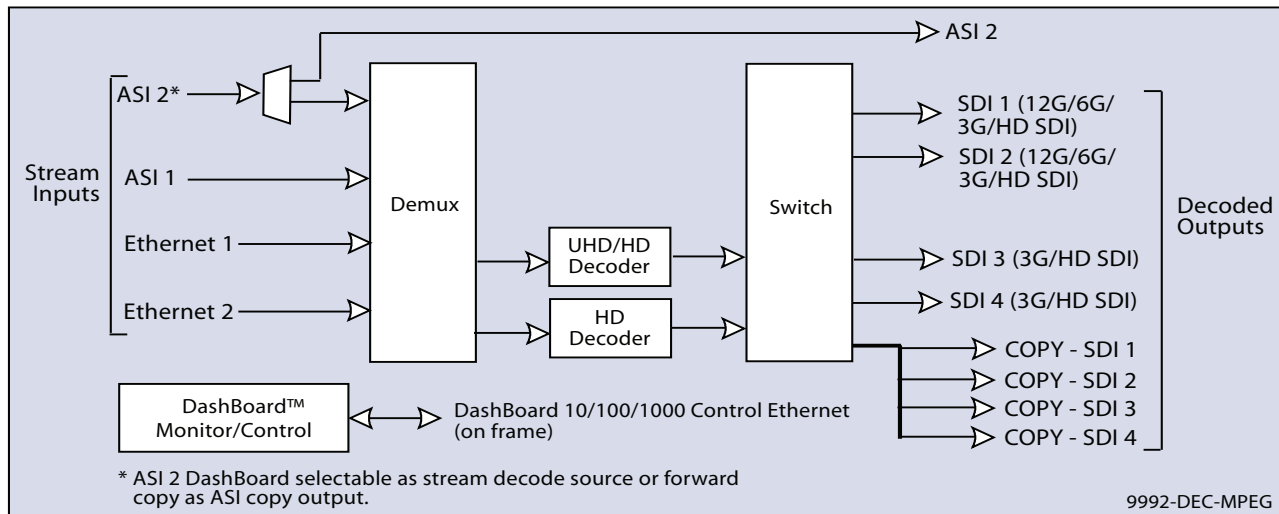 ASI 2
ASI 2*
Stream
Inputs
ASI 1
Ethernet 1
Ethernet 2
Demux
UHD/HD
Decoder
HD
Decoder
Switch
SDI 1 (12G/6G/
3G/HD SDI)
SDI 2 (12G/6G/
3G/HD SDI)
SDI 3 (3G/HD SDI)
SDI 4 (3G/HD SDI)
COPY - SDI 1
COPY - SDI 2
COPY - SDI 3
COPY - SDI 4
Decoded
Outputs
DashBoard™
Monitor/Control
DashBoard 10/100/1000 Control Ethernet
(on frame)
* ASI 2 DashBoard selectable as stream decode source or forward
copy as ASI copy output.
9992-DEC-MPEG